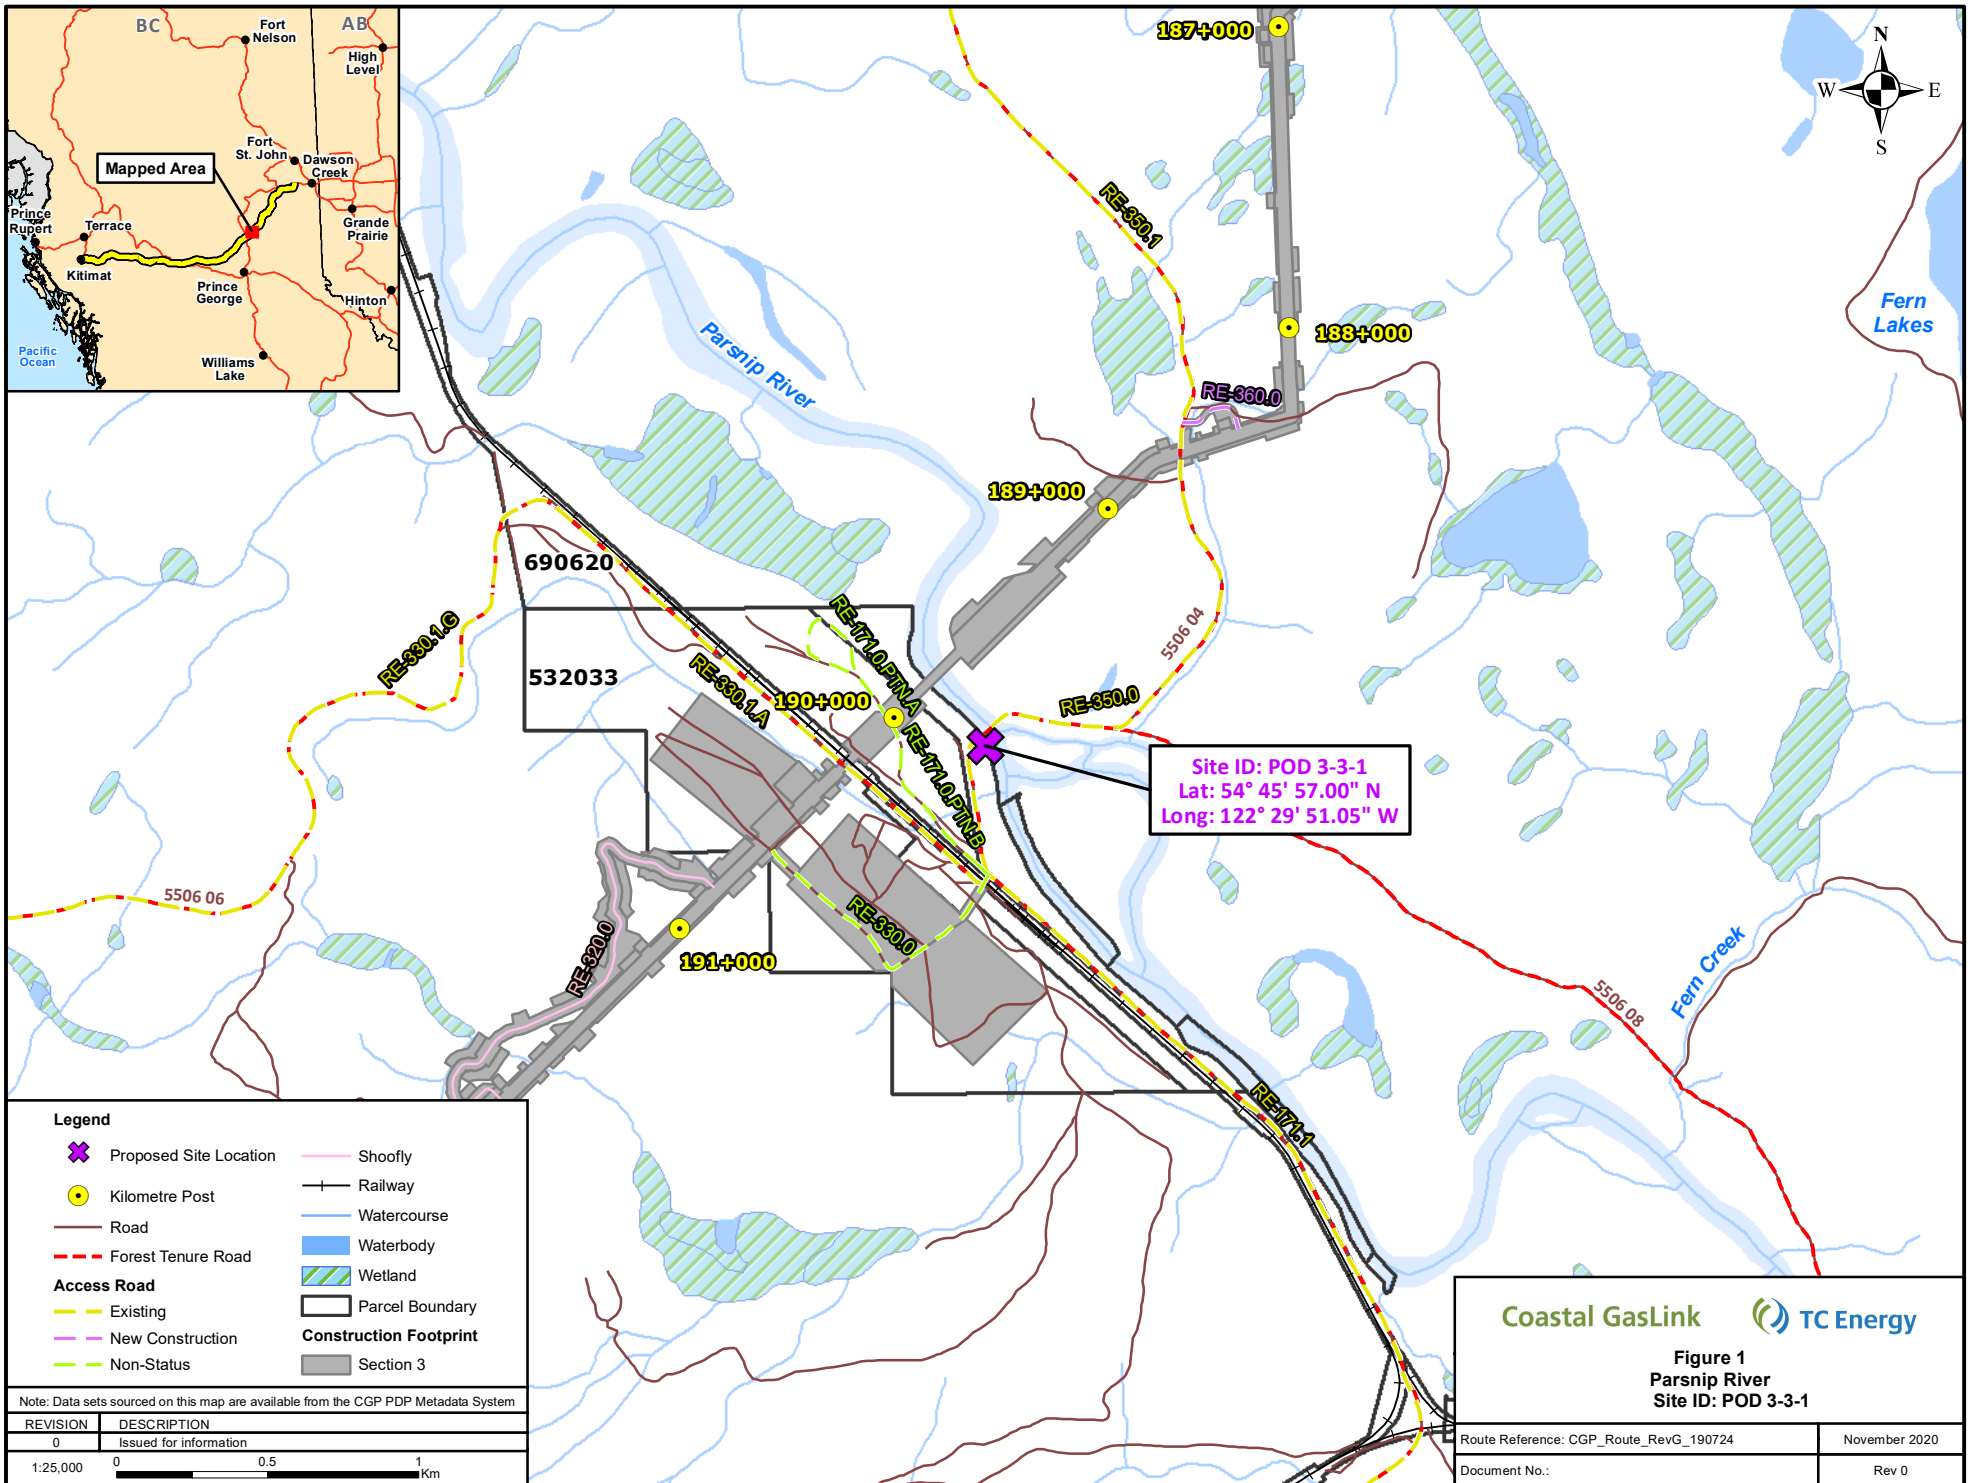 BC
AB
Fort
Nelson
High
Level
Fort
St. John
Dawson
Creek
Mapped Area
Grande
Prairie
Prince
Rupert
Terrace
Kitimat
Prince
George
Hinton
Pacific
Ocean
Williams
Lake
187+000
N
W
E
S
RE-350.1
Fern
Lakes
188+000
Parsnip River
RE-360.0
189+000
690620
RE-330.1.G
532033
RE-171.0.PTN.A
5506 04
RE-330.1.A
190+000
RE-350.0
RE-171.0.PTN.B
Site ID: POD 3-3-1
Lat: 54° 45' 57.00" N
Long: 122° 29' 51.05" W
5506 06
RE-330.0
RE-320.0
191+000
Fern Creek
5506 08
RE-171.1
Legend
Proposed Site Location
Kilometre Post
Road
Forest Tenure Road
Access Road
Existing
New Construction
Non-Status
Shoofly
Railway
Watercourse
Waterbody
Wetland
Parcel Boundary
Construction Footprint
Section 3
Note: Data sets sourced on this map are available from the CGP PDP Metadata System
REVISION DESCRIPTION
0 Issued for information
1:25,000
0 0.5 1
Km
Coastal GasLink
TC Energy
Figure 1
Parsnip River
Site ID: POD 3-3-1
Route Reference: CGP_Route_RevG_190724
November 2020
Document No.:
Rev 0